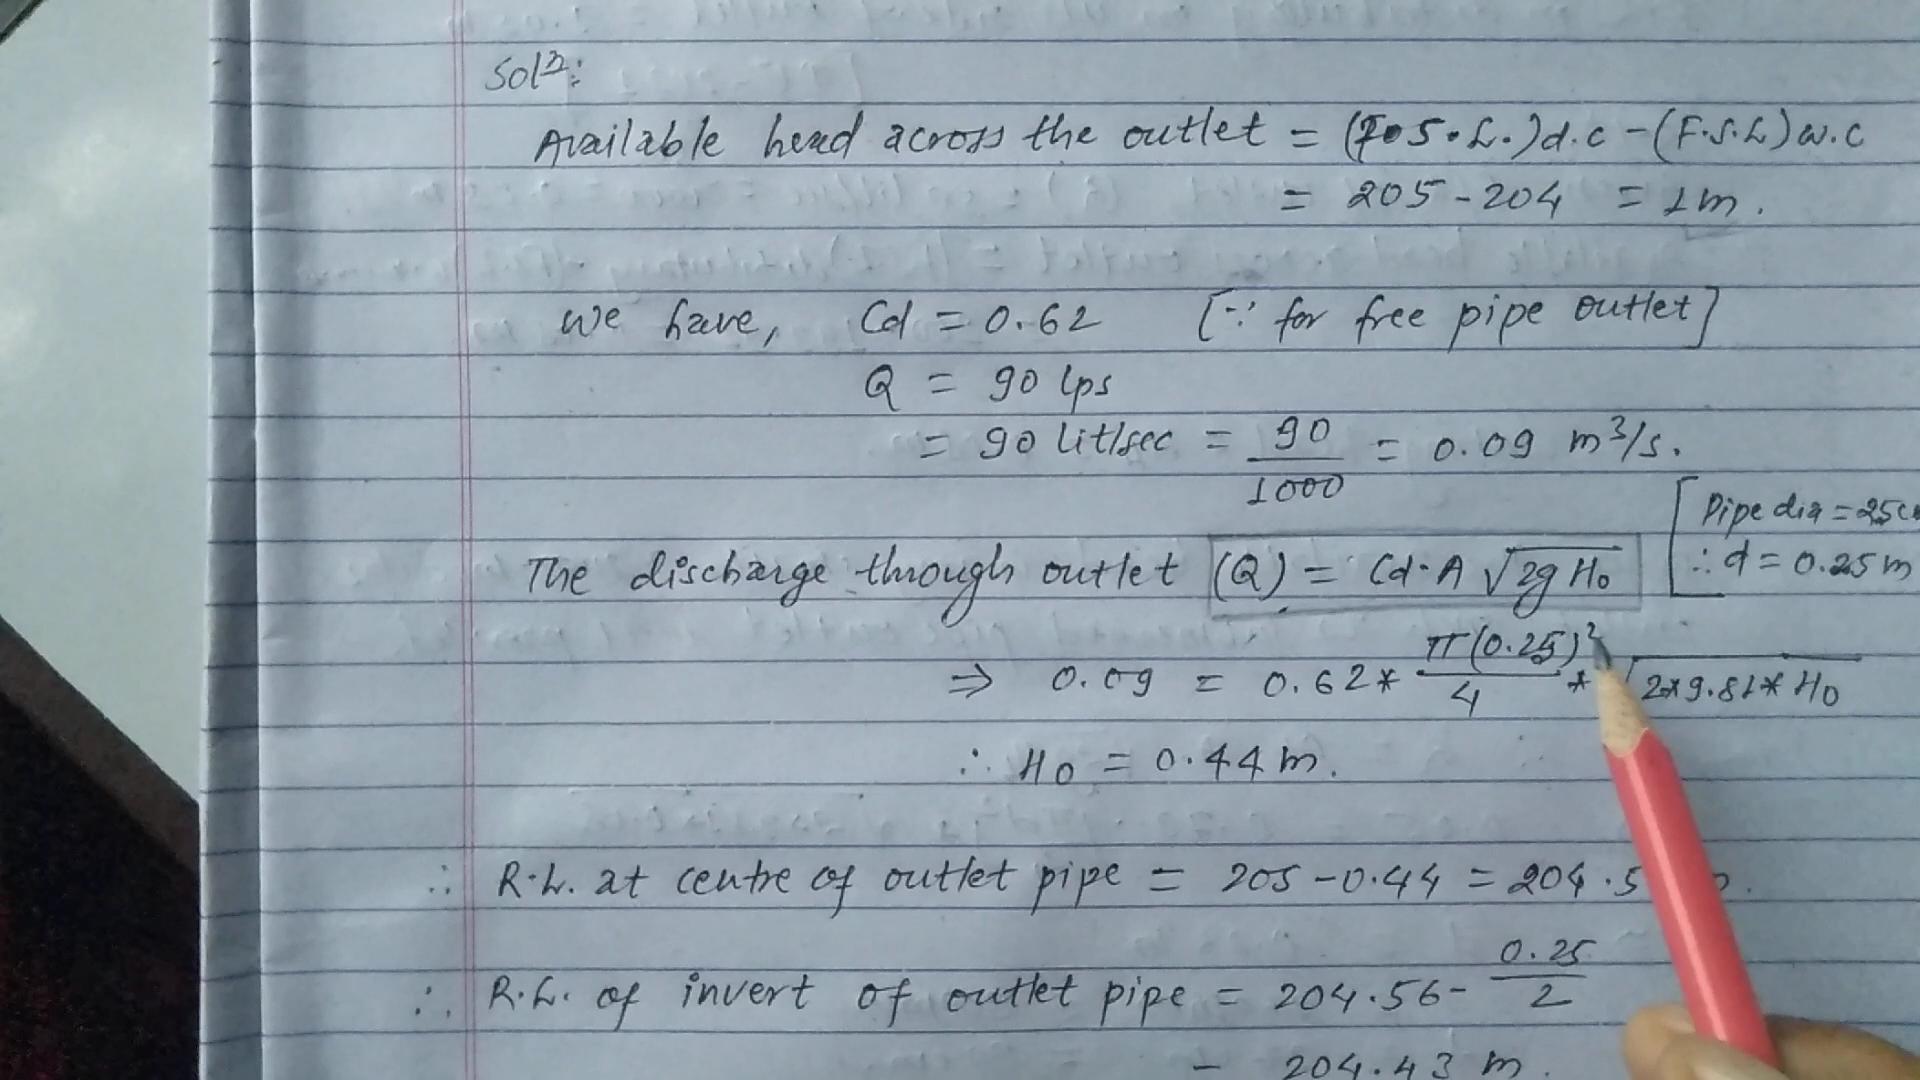 Solⁿ:
Available head across the outlet = (F.S.L.)d.c - (F.S.L)w.c
= 205 - 204 = 1m.
We have, Cd = 0.62 [∵ for free pipe outlet]
Q = 90 lps
= 90 lit/sec = 90/1000 = 0.09 m³/s.
[Pipe dia = 25c
∴ d = 0.25 m
The discharge through outlet (Q) = Cd·A √2gHo
⇒ 0.09 = 0.62 * π(0.25)²/4 * √2*9.81*Ho
∴ Ho = 0.44 m.
∴ R.L. at centre of outlet pipe = 205 - 0.44 = 204.5
∴ R.L. of invert of outlet pipe = 204.56 - 0.25/2
= 204.43 m.